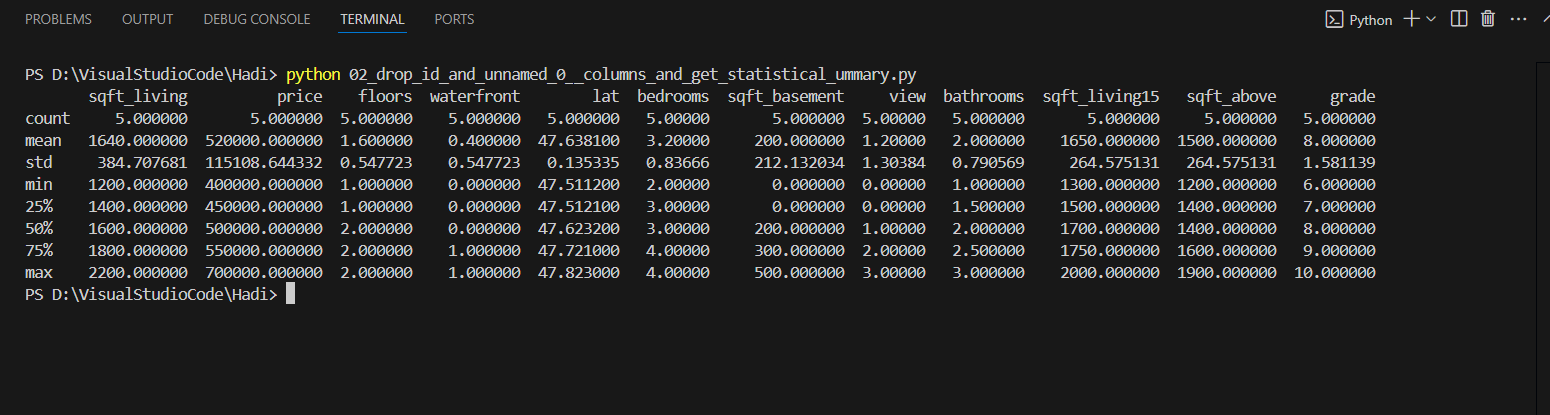 PROBLEMS OUTPUT DEBUG CONSOLE TERMINAL PORTS Python
PS D:\VisualStudioCode\Hadi> python 02_drop_id_and_unnamed_0__columns_and_get_statistical_ummary.py
sqft_living price floors waterfront lat bedrooms sqft_basement view bathrooms sqft_living15 sqft_above grade
count 5.000000 5.000000 5.000000 5.000000 5.000000 5.00000 5.000000 5.00000 5.000000 5.000000 5.000000 5.000000
mean 1640.000000 520000.000000 1.600000 0.400000 47.638100 3.20000 200.000000 1.20000 2.000000 1650.000000 1500.000000 8.000000
std 384.707681 115108.644332 0.547723 0.547723 0.135335 0.83666 212.132034 1.30384 0.790569 264.575131 264.575131 1.581139
min 1200.000000 400000.000000 1.000000 0.000000 47.511200 2.00000 0.000000 0.00000 1.000000 1300.000000 1200.000000 6.000000
25% 1400.000000 450000.000000 1.000000 0.000000 47.512100 3.00000 0.000000 0.00000 1.500000 1500.000000 1400.000000 7.000000
50% 1600.000000 500000.000000 2.000000 0.000000 47.623200 3.00000 200.000000 1.00000 2.000000 1700.000000 1400.000000 8.000000
75% 1800.000000 550000.000000 2.000000 1.000000 47.721000 4.00000 300.000000 2.00000 2.500000 1750.000000 1600.000000 9.000000
max 2200.000000 700000.000000 2.000000 1.000000 47.823000 4.00000 500.000000 3.00000 3.000000 2000.000000 1900.000000 10.000000
PS D:\VisualStudioCode\Hadi>